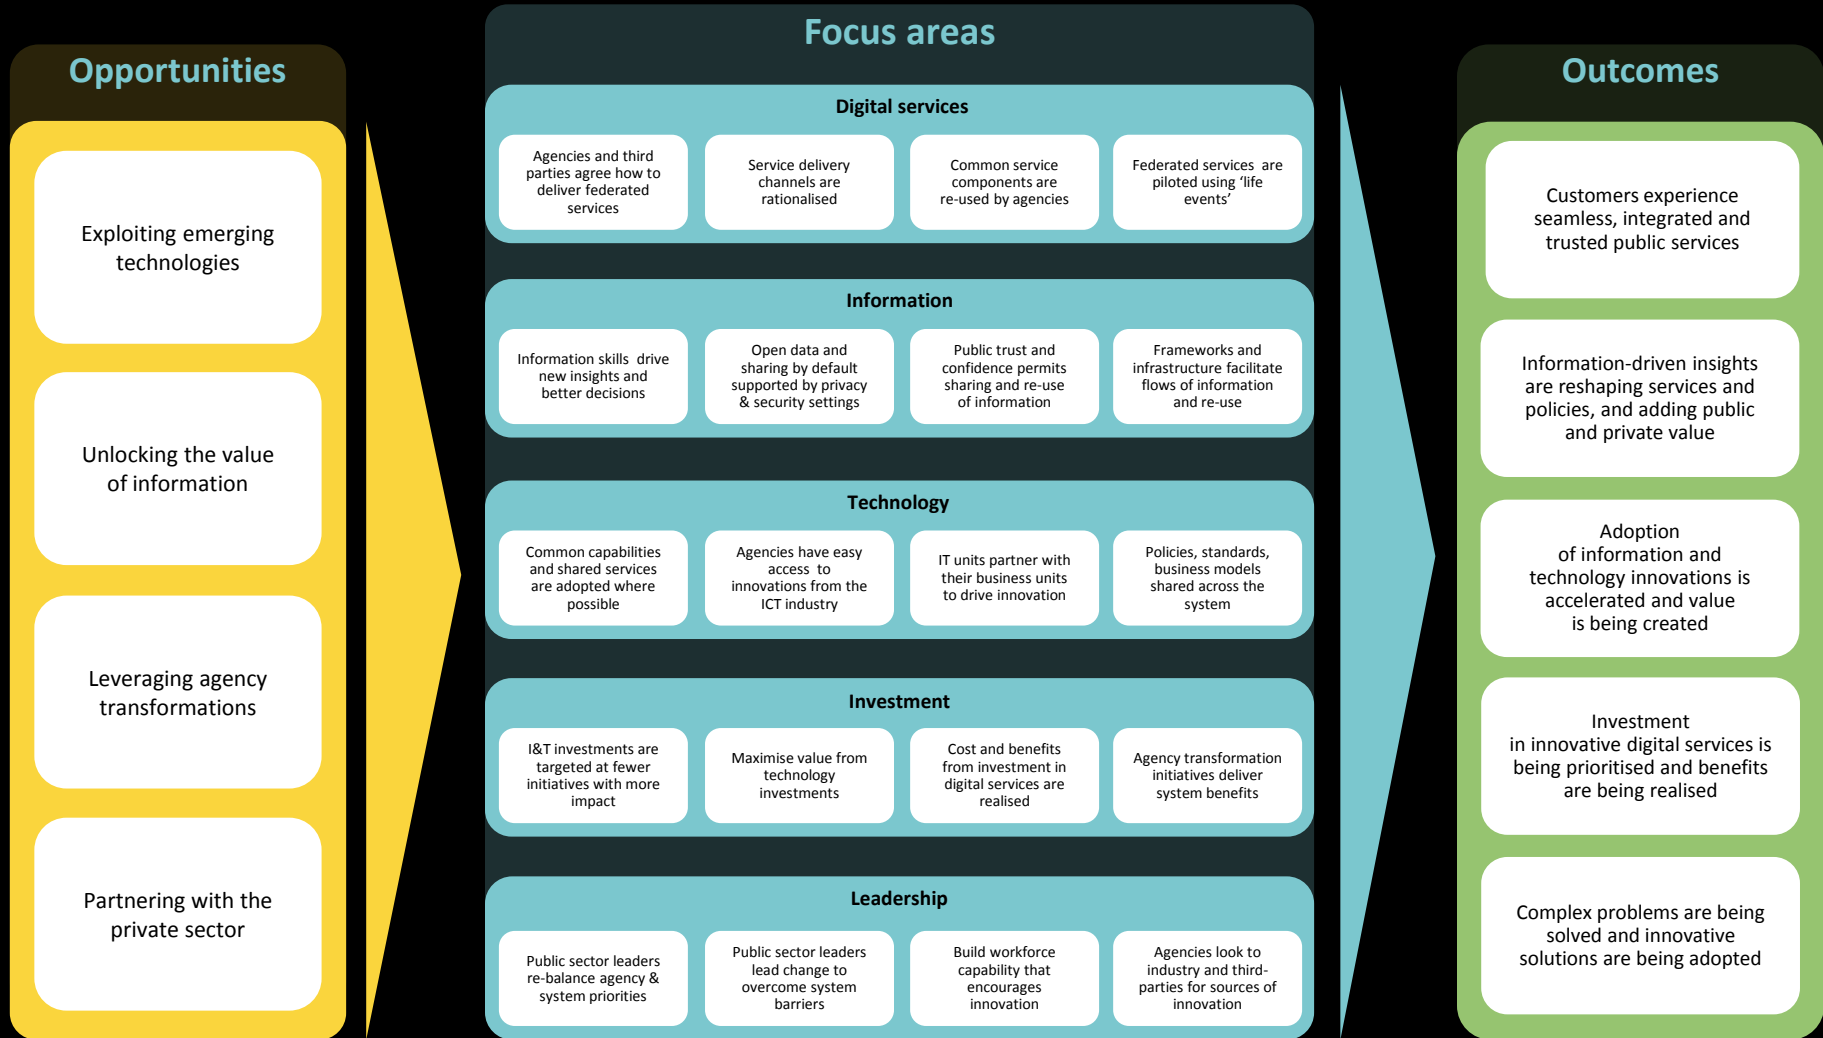 Opportunities
Exploiting emerging
technologies
Unlocking the value
of information
Leveraging agency
transformations
Partnering with the
private sector
Focus areas
Digital services
Agencies and third
parties agree how to
deliver federated
services
Service delivery
channels are
rationalised
Common service
components are
re-used by agencies
Federated services are
piloted using ‘life
events’
Information
Information skills drive
new insights and
better decisions
Open data and
sharing by default
supported by privacy
& security settings
Public trust and
confidence permits
sharing and re-use
of information
Frameworks and
infrastructure facilitate
flows of information
and re-use
Technology
Common capabilities
and shared services
are adopted where
possible
Agencies have easy
access to
innovations from the
ICT industry
IT units partner with
their business units
to drive innovation
Policies, standards,
business models
shared across the
system
Investment
I&T investments are
targeted at fewer
initiatives with more
impact
Maximise value from
technology
investments
Cost and benefits
from investment in
digital services are
realised
Agency transformation
initiatives deliver
system benefits
Leadership
Public sector leaders
re-balance agency &
system priorities
Public sector leaders
lead change to
overcome system
barriers
Build workforce
capability that
encourages
innovation
Agencies look to
industry and third-
parties for sources of
innovation
Outcomes
Customers experience
seamless, integrated and
trusted public services
Information-driven insights
are reshaping services and
policies, and adding public
and private value
Adoption
of information and
technology innovations is
accelerated and value
is being created
Investment
in innovative digital services is
being prioritised and benefits
are being realised
Complex problems are being
solved and innovative
solutions are being adopted